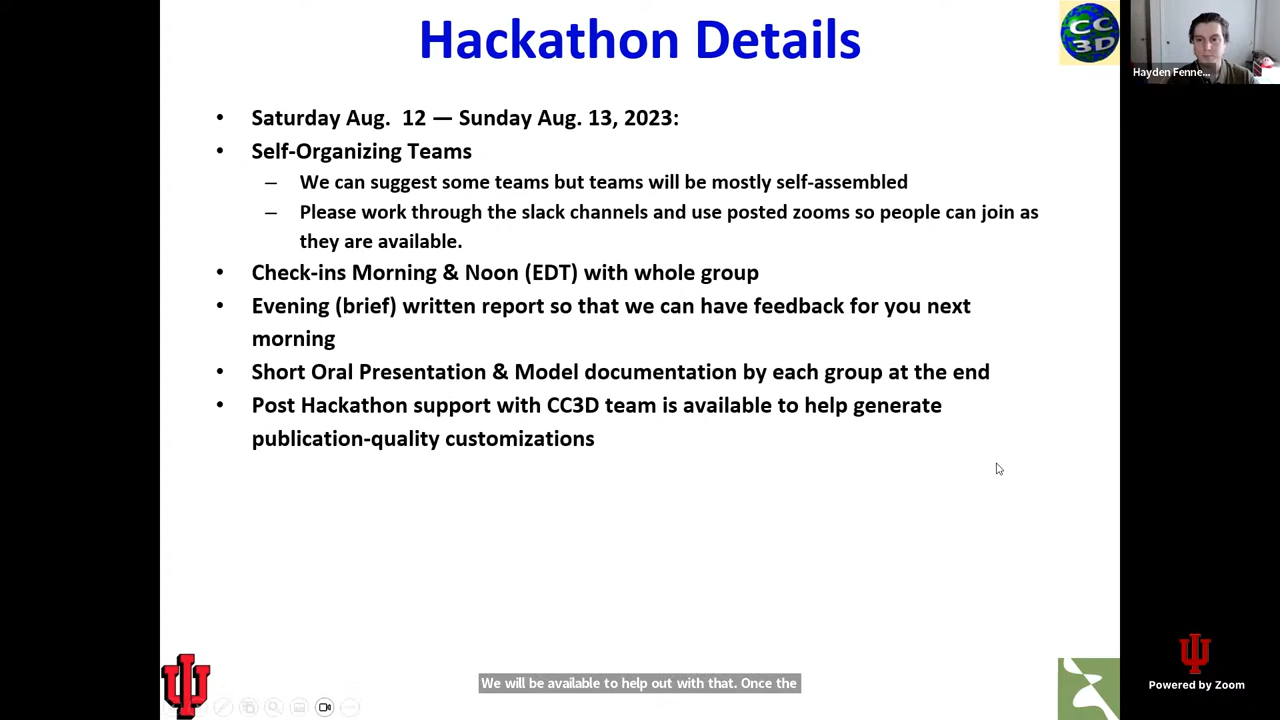 Hackathon Details
CC
3D
Hayden Fenne...
• Saturday Aug. 12 — Sunday Aug. 13, 2023:
• Self-Organizing Teams
– We can suggest some teams but teams will be mostly self-assembled
– Please work through the slack channels and use posted zooms so people can join as
they are available.
• Check-ins Morning & Noon (EDT) with whole group
• Evening (brief) written report so that we can have feedback for you next
morning
• Short Oral Presentation & Model documentation by each group at the end
• Post Hackathon support with CC3D team is available to help generate
publication-quality customizations
We will be available to help out with that. Once the
Powered by Zoom